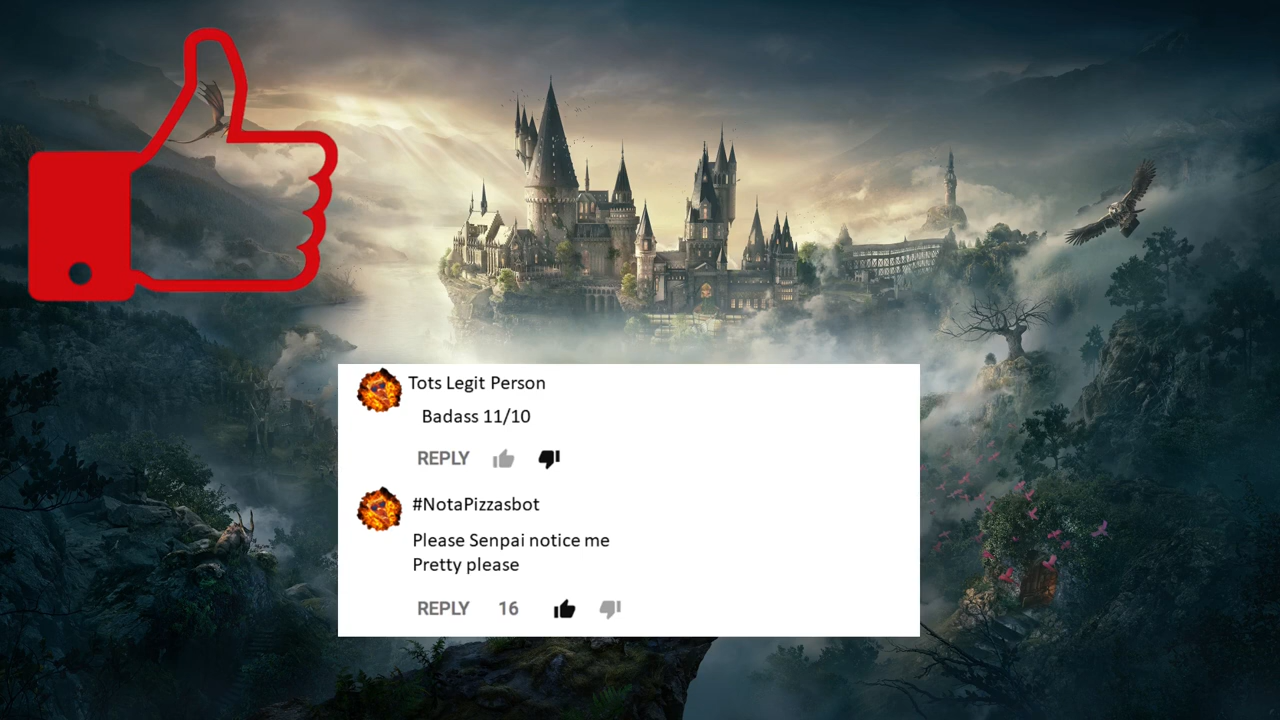 Tots Legit Person
Badass 11/10
REPLY
#NotaPizzasbot
Please Senpai notice me
Pretty please
REPLY 16